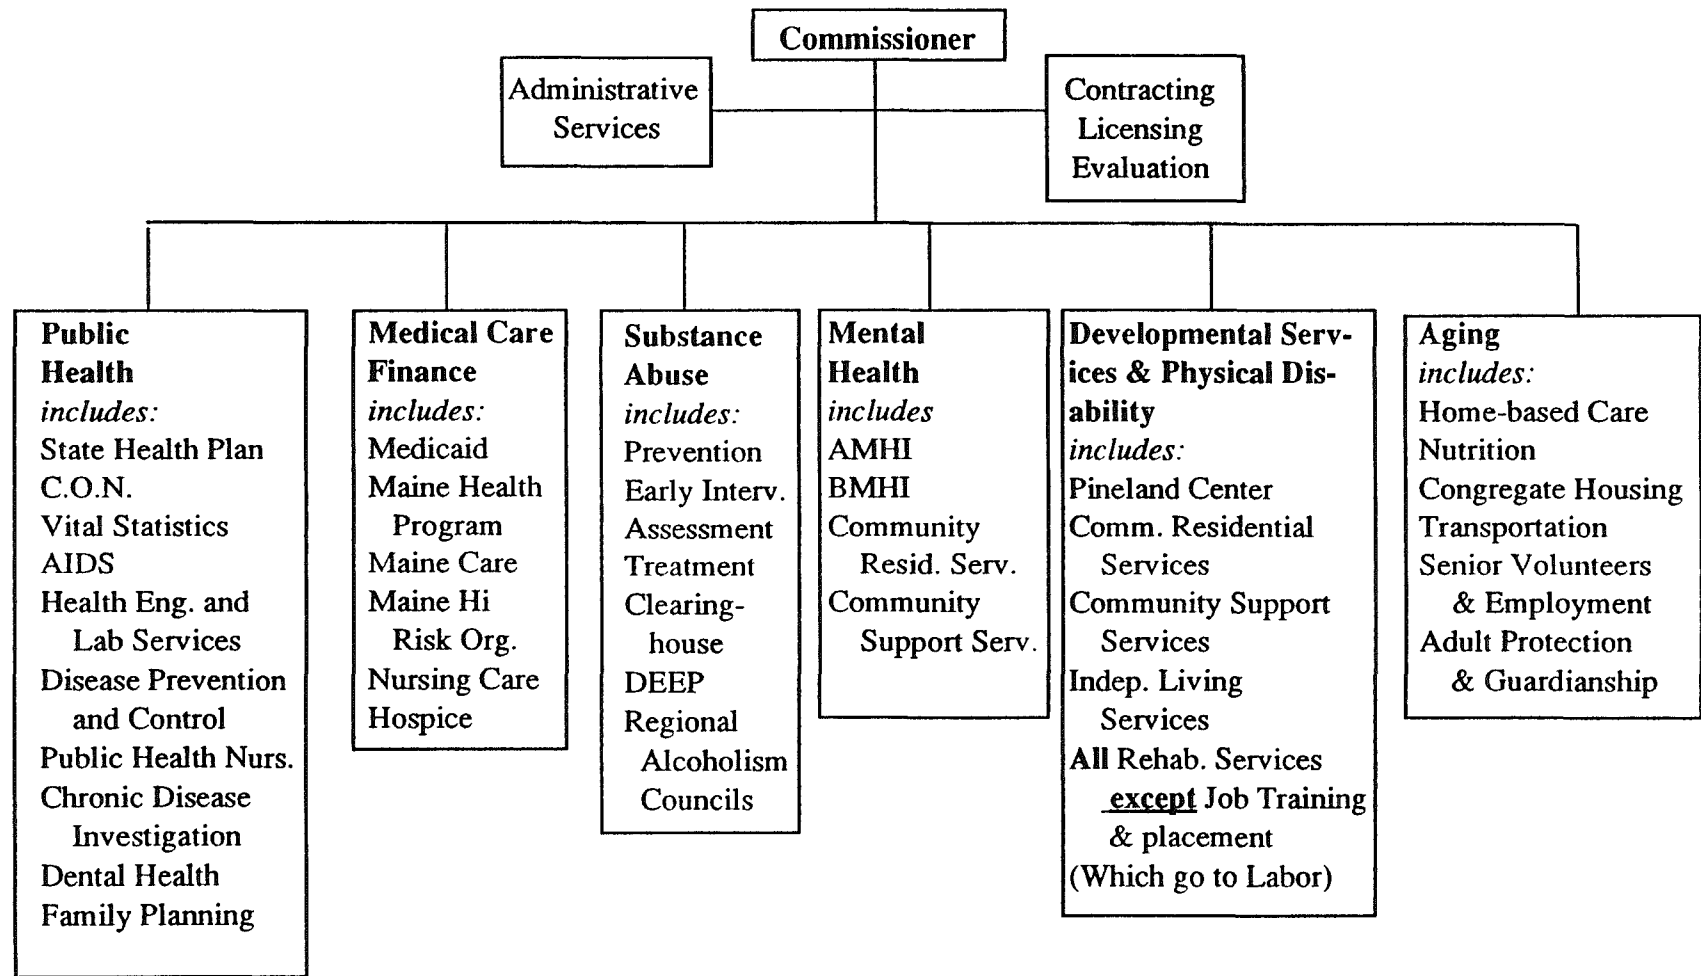 Commissioner
Administrative
Services
Contracting
Licensing
Evaluation
Public
Health
includes:
State Health Plan
C.O.N.
Vital Statistics
AIDS
Health Eng. and
Lab Services
Disease Prevention
and Control
Public Health Nurs.
Chronic Disease
Investigation
Dental Health
Family Planning
Medical Care
Finance
includes:
Medicaid
Maine Health
Program
Maine Care
Maine Hi
Risk Org.
Nursing Care
Hospice
Substance
Abuse
includes:
Prevention
Early Interv.
Assessment
Treatment
Clearing-
house
DEEP
Regional
Alcoholism
Councils
Mental
Health
includes
AMHI
BMHI
Community
Resid. Serv.
Community
Support Serv.
Developmental Serv-
ices & Physical Dis-
ability
includes:
Pineland Center
Comm. Residential
Services
Community Support
Services
Indep. Living
Services
All Rehab. Services
except Job Training
& placement
(Which go to Labor)
Aging
includes:
Home-based Care
Nutrition
Congregate Housing
Transportation
Senior Volunteers
& Employment
Adult Protection
& Guardianship